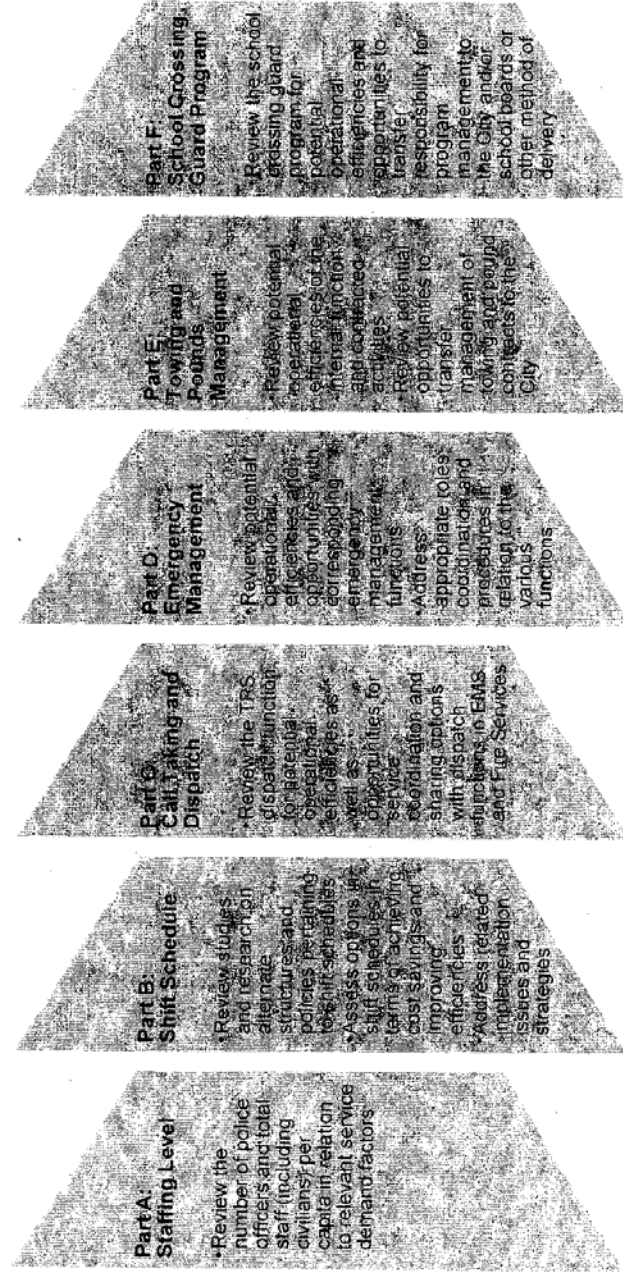 Part A:
Staffing Level
•Review the
number of police
officers and total
staff (including
civilians) per
capita in relation
to relevant service
demand factors
Part B:
Shift Schedule
•Review studies
and research on
alternate
structures and
policies pertaining
to shift schedules
•Assess options in
shift schedules in
terms of achieving
cost savings and
improving
efficiencies
•Address related
implementation
issues and
strategies
Part C:
Call Taking and
Dispatch
•Review the TPS
dispatch function
for potential
operational
efficiencies as
well as
opportunities for
service
coordination and
sharing options
with dispatch
functions in EMS
and Fire Services
Part D:
Emergency
Management
•Review potential
operational
efficiencies and
opportunities with
corresponding
emergency
management
functions
•Address
appropriate roles
coordination and
procedures in
relation to the
various
functions
Part E:
Towing and
Pounds
Management
•Review potential
operational
efficiencies of the
internal function
and contracted
activities
•Review potential
opportunities to
transfer
management of
towing and pound
contracts to the
City
Part F:
School Crossing
Guard Program
•Review the school
crossing guard
program for
potential
operational
efficiencies and
opportunities to
transfer
responsibility for
program
management to
the City and/or
school boards or
other method of
delivery